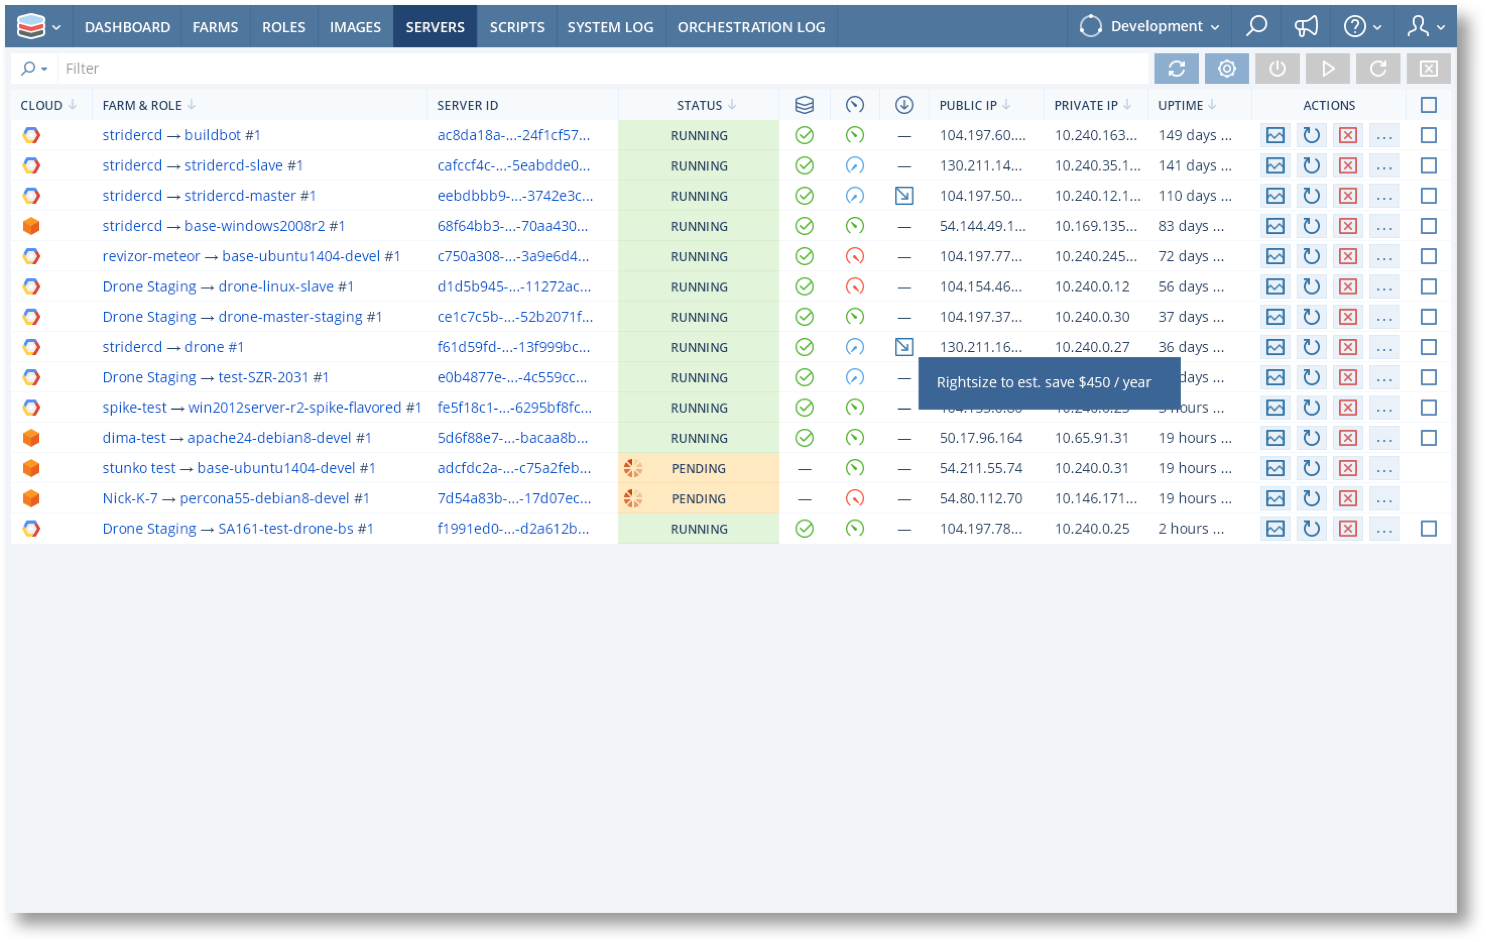 DASHBOARD FARMS ROLES IMAGES SERVERS SCRIPTS SYSTEM LOG ORCHESTRATION LOG Development
Filter
CLOUD FARM & ROLE SERVER ID STATUS PUBLIC IP PRIVATE IP UPTIME ACTIONS
stridercd → buildbot #1 ac8da18a-...-24f1cf57... RUNNING — 104.197.60.... 10.240.163... 149 days ... ...
stridercd → stridercd-slave #1 cafccf4c-...-5eabdde0... RUNNING — 130.211.14... 10.240.35.1... 141 days ... ...
stridercd → stridercd-master #1 eebdbbb9-...-3742e3c... RUNNING 104.197.50... 10.240.12.1... 110 days ... ...
stridercd → base-windows2008r2 #1 68f64bb3-...-70aa430... RUNNING — 54.144.49.1... 10.169.135... 83 days ... ...
revizor-meteor → base-ubuntu1404-devel #1 c750a308-...-3a9e6d4... RUNNING — 104.197.77... 10.240.245... 72 days ... ...
Drone Staging → drone-linux-slave #1 d1d5b945-...-11272ac... RUNNING — 104.154.46... 10.240.0.12 56 days ... ...
Drone Staging → drone-master-staging #1 ce1c7c5b-...-52b2071f... RUNNING — 104.197.37... 10.240.0.30 37 days ... ...
stridercd → drone #1 f61d59fd-...-13f999bc... RUNNING 130.211.16... 10.240.0.27 36 days ... ...
Drone Staging → test-SZR-2031 #1 e0b4877e-...-4c559cc... RUNNING — days ... ...
Rightsize to est. save $450 / year
spike-test → win2012server-r2-spike-flavored #1 fe5f18c1-...-6295bf8fc... RUNNING — hours ... ...
dima-test → apache24-debian8-devel #1 5d6f88e7-...-bacaa8b... RUNNING — 50.17.96.164 10.65.91.31 19 hours ... ...
stunko test → base-ubuntu1404-devel #1 adcfdc2a-...-c75a2feb... PENDING — — 54.211.55.74 10.240.0.31 19 hours ... ...
Nick-K-7 → percona55-debian8-devel #1 7d54a83b-...-17d07ec... PENDING — — 54.80.112.70 10.146.171... 19 hours ... ...
Drone Staging → SA161-test-drone-bs #1 f1991ed0-...-d2a612b... RUNNING — 104.197.78... 10.240.0.25 2 hours ... ...